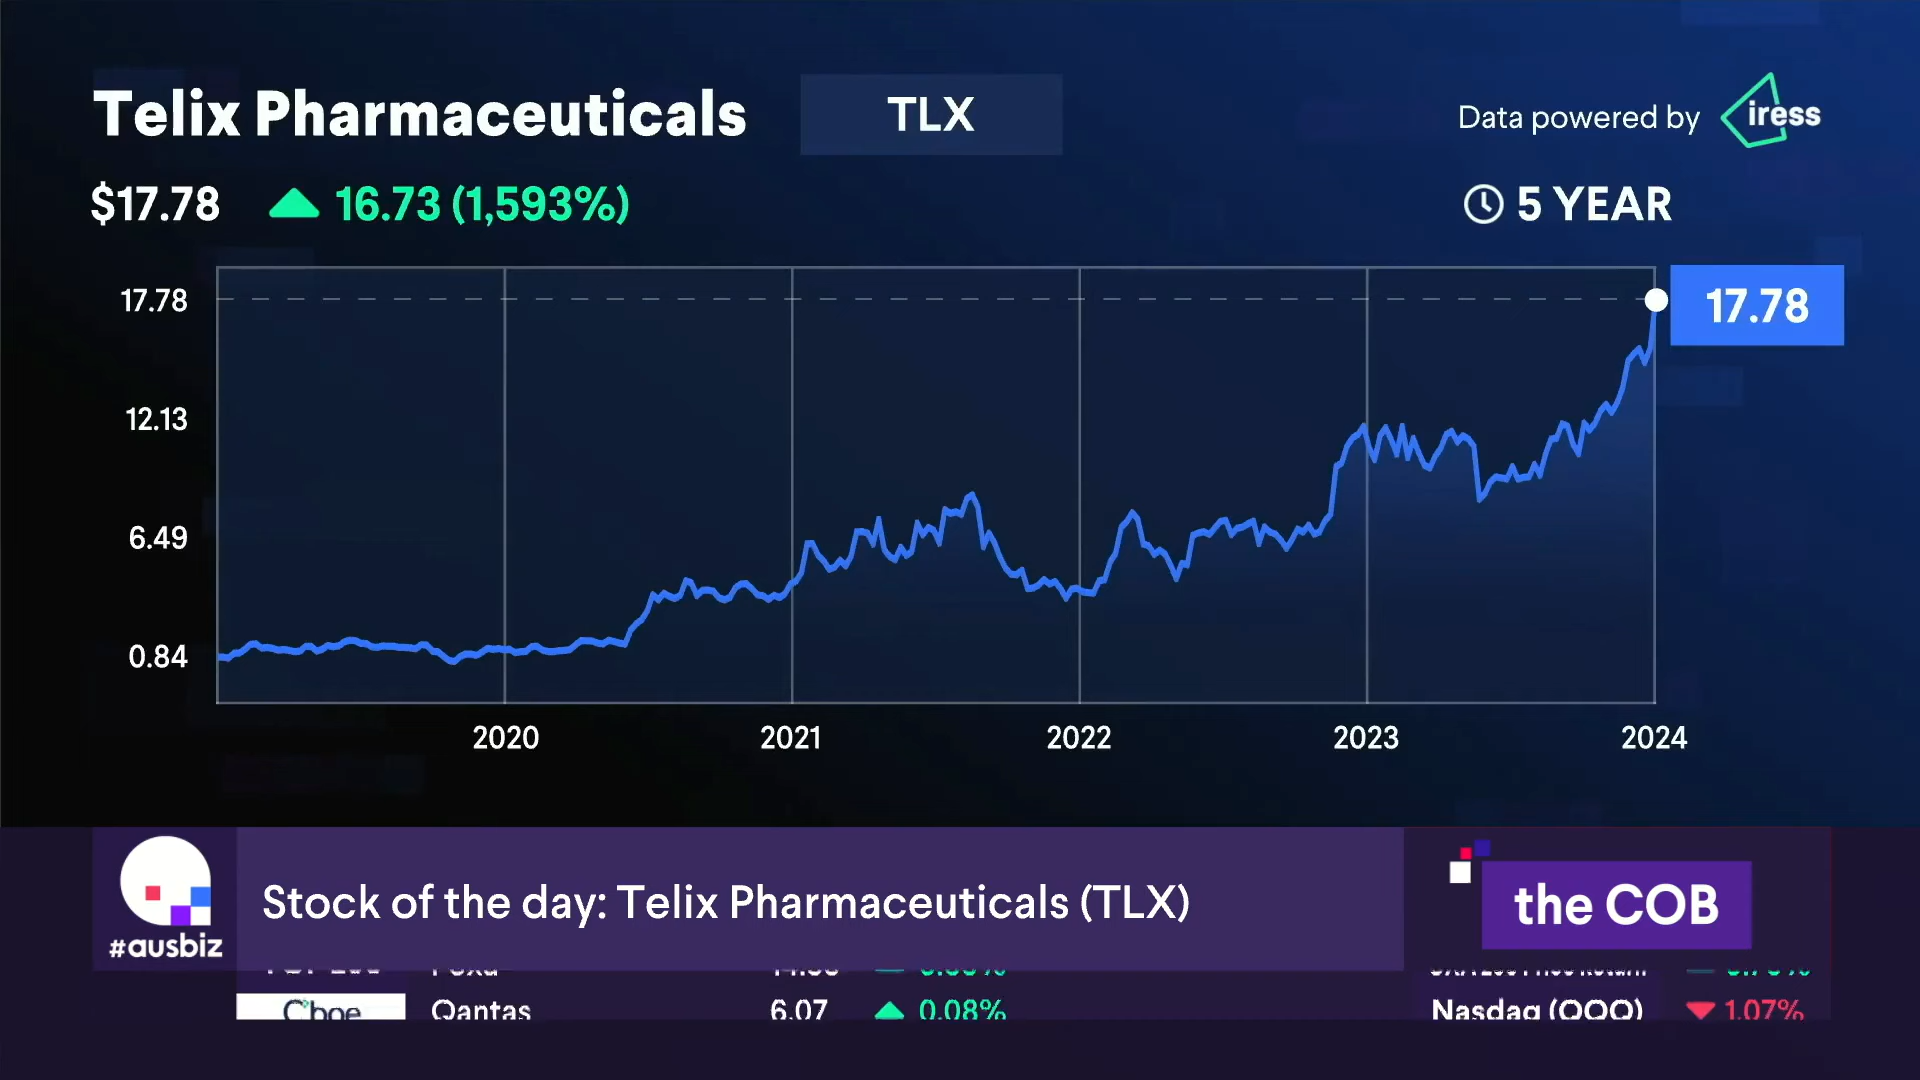 Telix Pharmaceuticals
TLX
Data powered by iress
$17.78 16.73 (1,593%)
5 YEAR
17.78
17.78
12.13
6.49
0.84
2020 2021 2022 2023 2024
#ausbiz
Stock of the day: Telix Pharmaceuticals (TLX)
the COB
Cboe Qantas 6.07 0.08% Nasdaq (QQQ) 1.07%